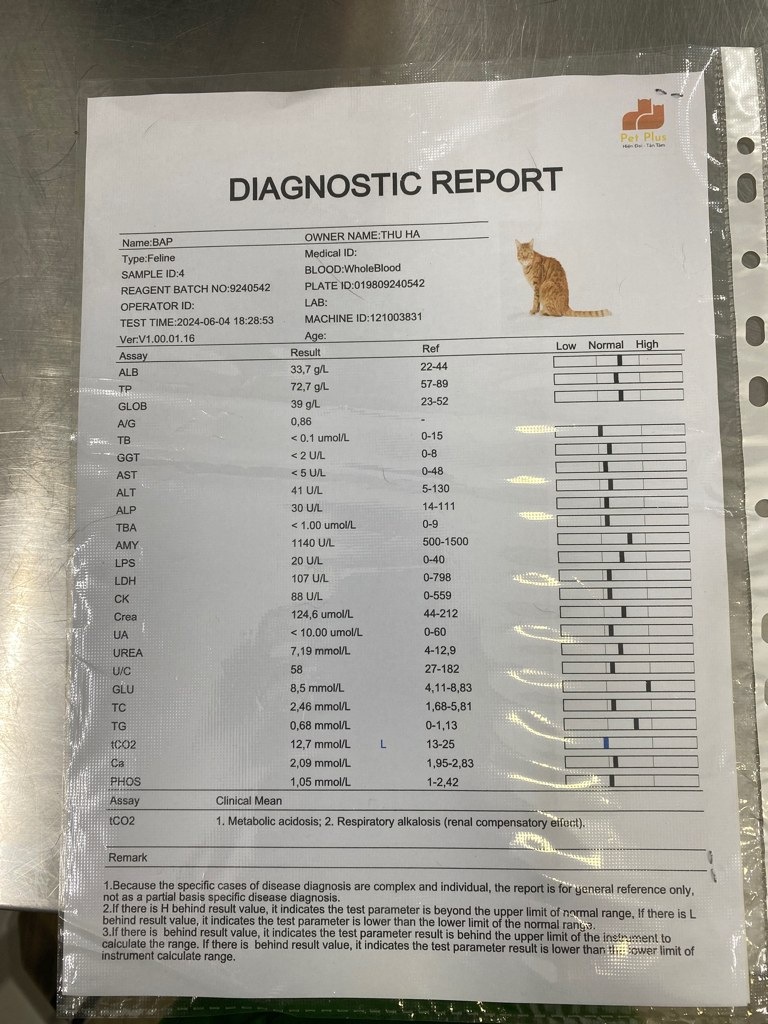 Pet Plus
Hiện Đại - Tận Tâm
DIAGNOSTIC REPORT
Name:BAP OWNER NAME:THU HA
Type:Feline Medical ID:
SAMPLE ID:4 BLOOD:WholeBlood
REAGENT BATCH NO:9240542 PLATE ID:019809240542
OPERATOR ID: LAB:
TEST TIME:2024-06-04 18:28:53 MACHINE ID:121003831
Ver:V1.00.01.16 Age:
Assay Result Ref Low Normal High
ALB 33,7 g/L 22-44
TP 72,7 g/L 57-89
GLOB 39 g/L 23-52
A/G 0,86 -
TB < 0.1 umol/L 0-15
GGT < 2 U/L 0-8
AST < 5 U/L 0-48
ALT 41 U/L 5-130
ALP 30 U/L 14-111
TBA < 1.00 umol/L 0-9
AMY 1140 U/L 500-1500
LPS 20 U/L 0-40
LDH 107 U/L 0-798
CK 88 U/L 0-559
Crea 124,6 umol/L 44-212
UA < 10.00 umol/L 0-60
UREA 7,19 mmol/L 4-12,9
U/C 58 27-182
GLU 8,5 mmol/L 4,11-8,83
TC 2,46 mmol/L 1,68-5,81
TG 0,68 mmol/L 0-1,13
tCO2 12,7 mmol/L L 13-25
Ca 2,09 mmol/L 1,95-2,83
PHOS 1,05 mmol/L 1-2,42
Assay Clinical Mean
tCO2 1. Metabolic acidosis; 2. Respiratory alkalosis (renal compensatory effect).
Remark
1.Because the specific cases of disease diagnosis are complex and individual, the report is for general reference only,
not as a partial basis specific disease diagnosis.
2.If there is H behind result value, it indicates the test parameter is beyond the upper limit of normal range, If there is L
behind result value, it indicates the test parameter is lower than the lower limit of the normal range.
3.If there is behind result value, it indicates the test parameter result is behind the upper limit of the instrument to
calculate the range. If there is behind result value, it indicates the test parameter result is lower than the lower limit of
instrument calculate range.